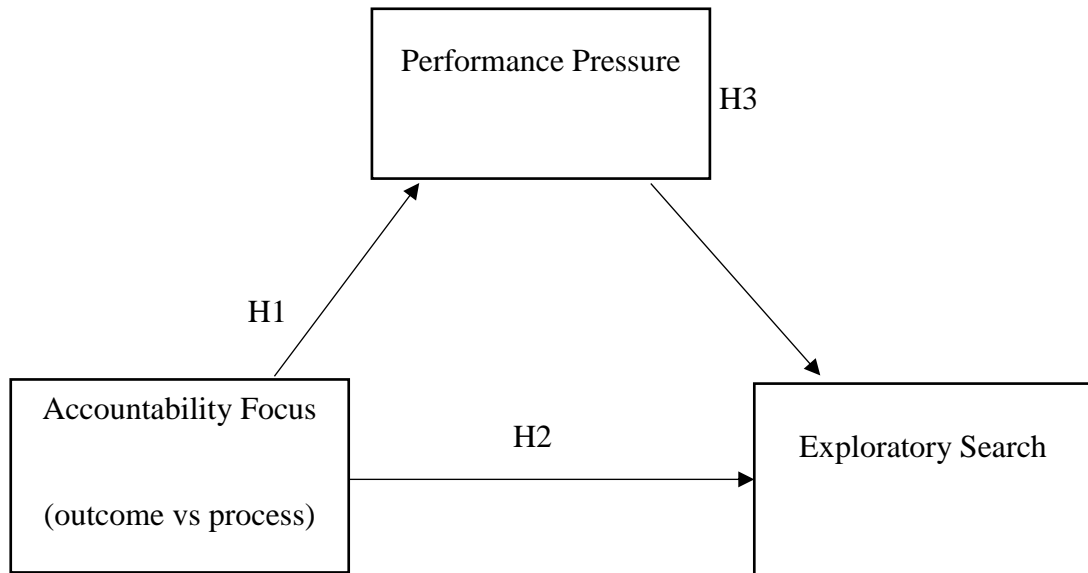 Performance Pressure
H3
H1
Accountability Focus
(outcome vs process)
H2
Exploratory Search